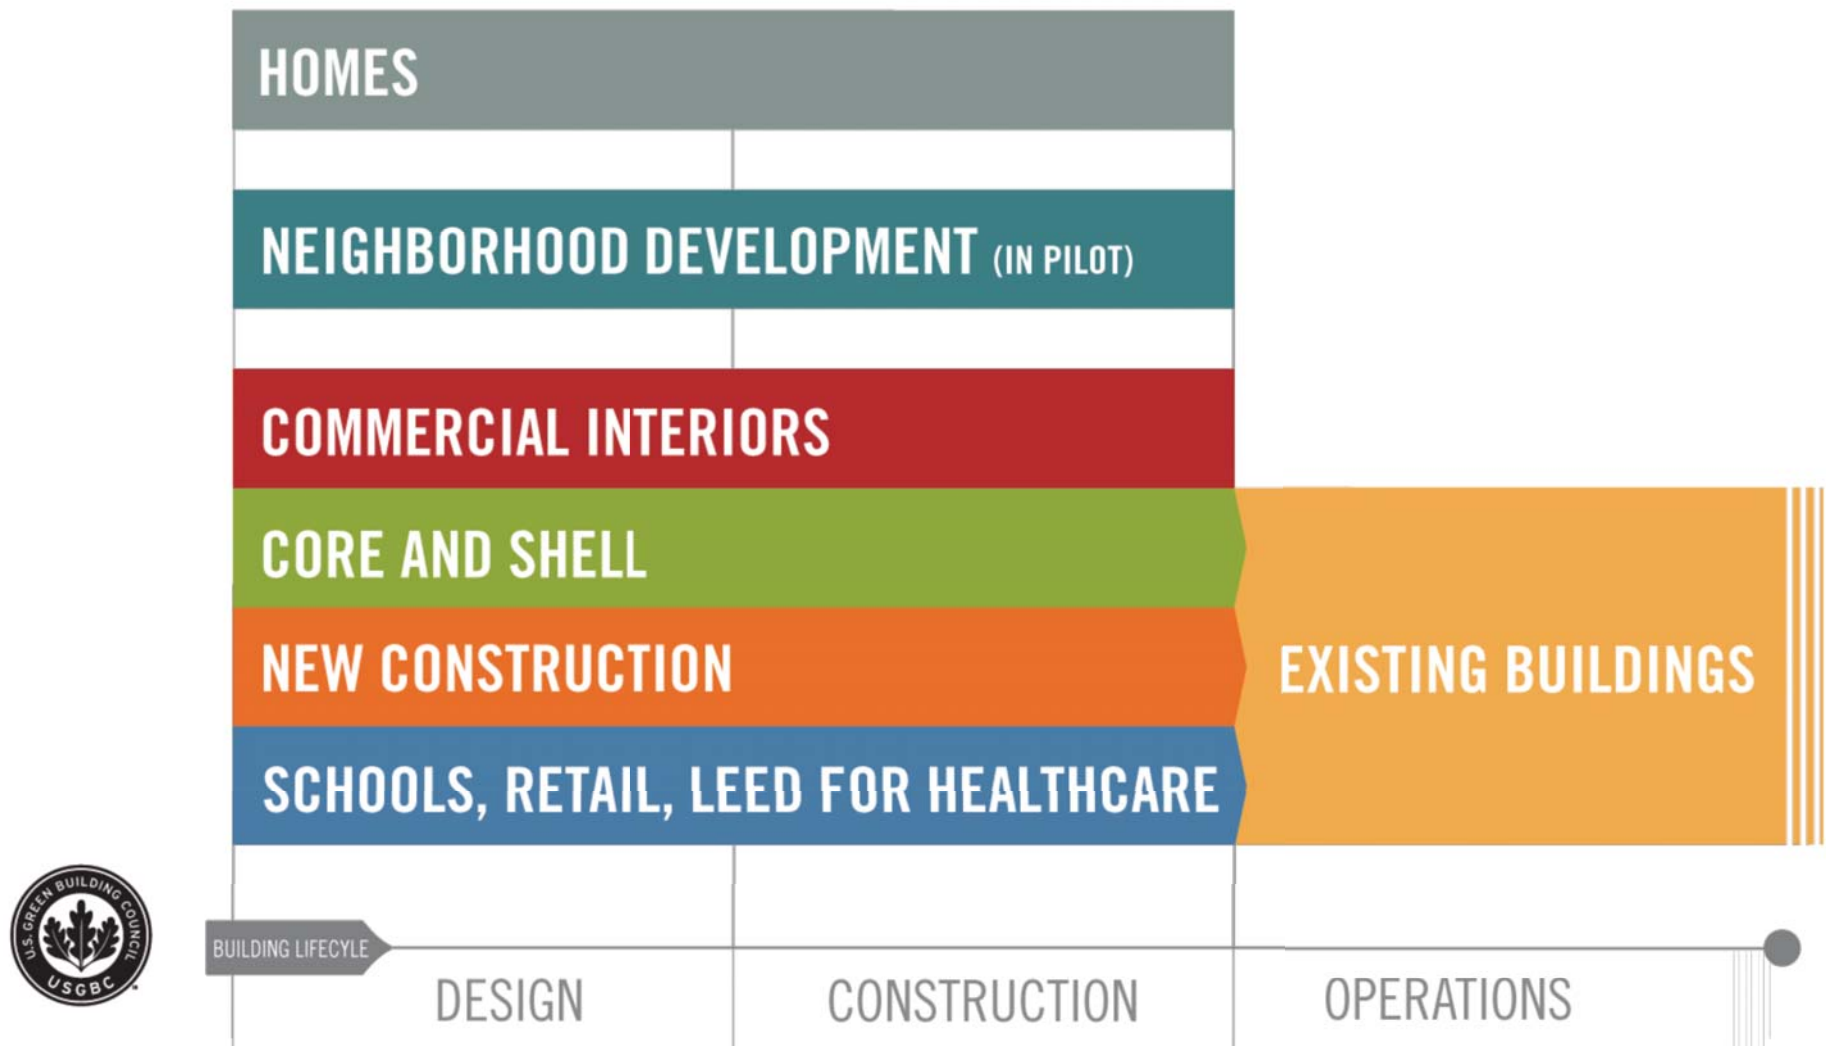 HOMES
NEIGHBORHOOD DEVELOPMENT (IN PILOT)
COMMERCIAL INTERIORS
CORE AND SHELL
NEW CONSTRUCTION
EXISTING BUILDINGS
SCHOOLS, RETAIL, LEED FOR HEALTHCARE
U.S. GREEN BUILDING COUNCIL
USGBC
BUILDING LIFECYLE
DESIGN
CONSTRUCTION
OPERATIONS